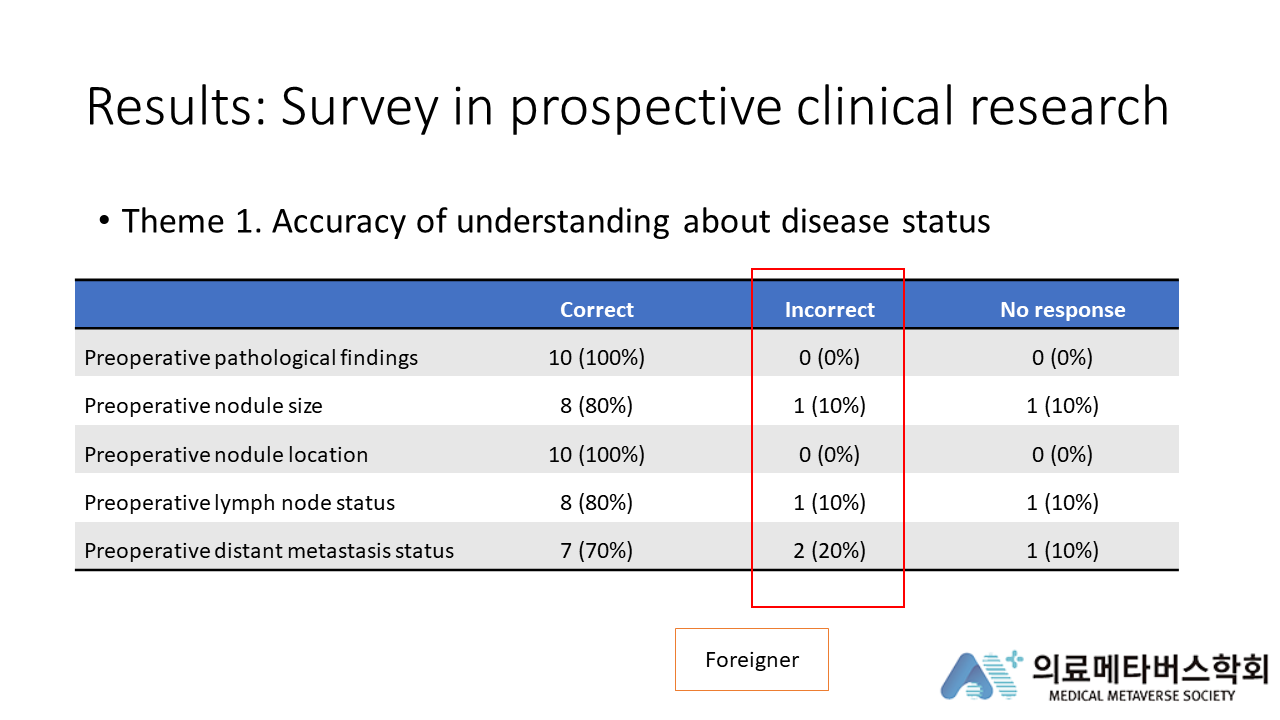 Results: Survey in prospective clinical research
• Theme 1. Accuracy of understanding about disease status
Correct Incorrect No response
Preoperative pathological findings 10 (100%) 0 (0%) 0 (0%)
Preoperative nodule size 8 (80%) 1 (10%) 1 (10%)
Preoperative nodule location 10 (100%) 0 (0%) 0 (0%)
Preoperative lymph node status 8 (80%) 1 (10%) 1 (10%)
Preoperative distant metastasis status 7 (70%) 2 (20%) 1 (10%)
Foreigner
의료메타버스학회
MEDICAL METAVERSE SOCIETY